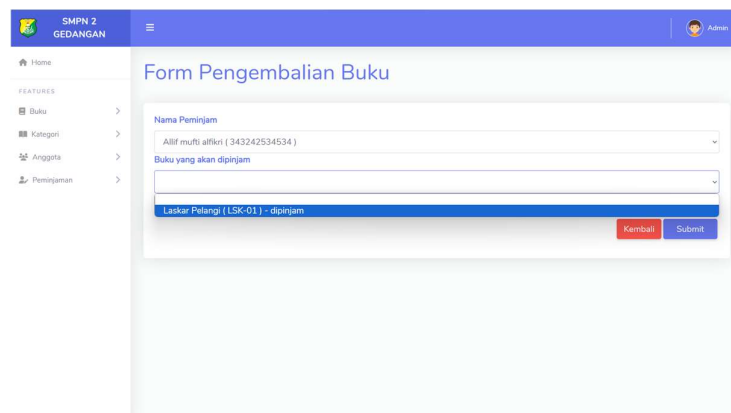 SMPN 2
GEDANGAN
Admin
Home
FEATURES
Buku
Kategori
Anggota
Peminjaman
Form Pengembalian Buku
Nama Peminjam
Allif mufti alfikri ( 343242534534 )
Buku yang akan dipinjam
Laskar Pelangi ( LSK-01 ) - dipinjam
Kembali
Submit